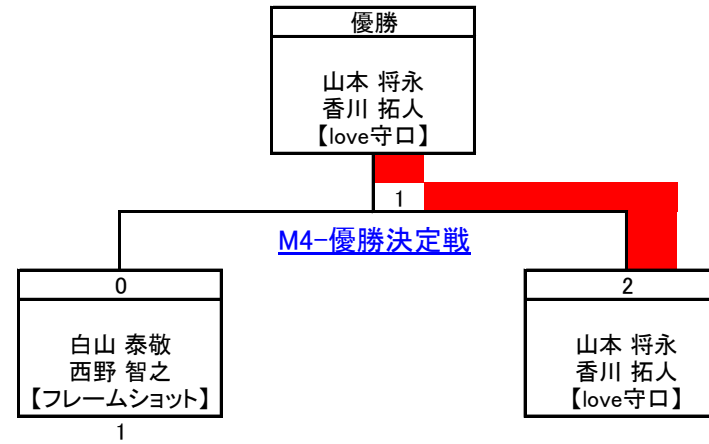 優勝
山本 将永
香川 拓人
【love守口】
1
M4-優勝決定戦
0
白山 泰敬
西野 智之
【フレームショット】
1
2
山本 将永
香川 拓人
【love守口】